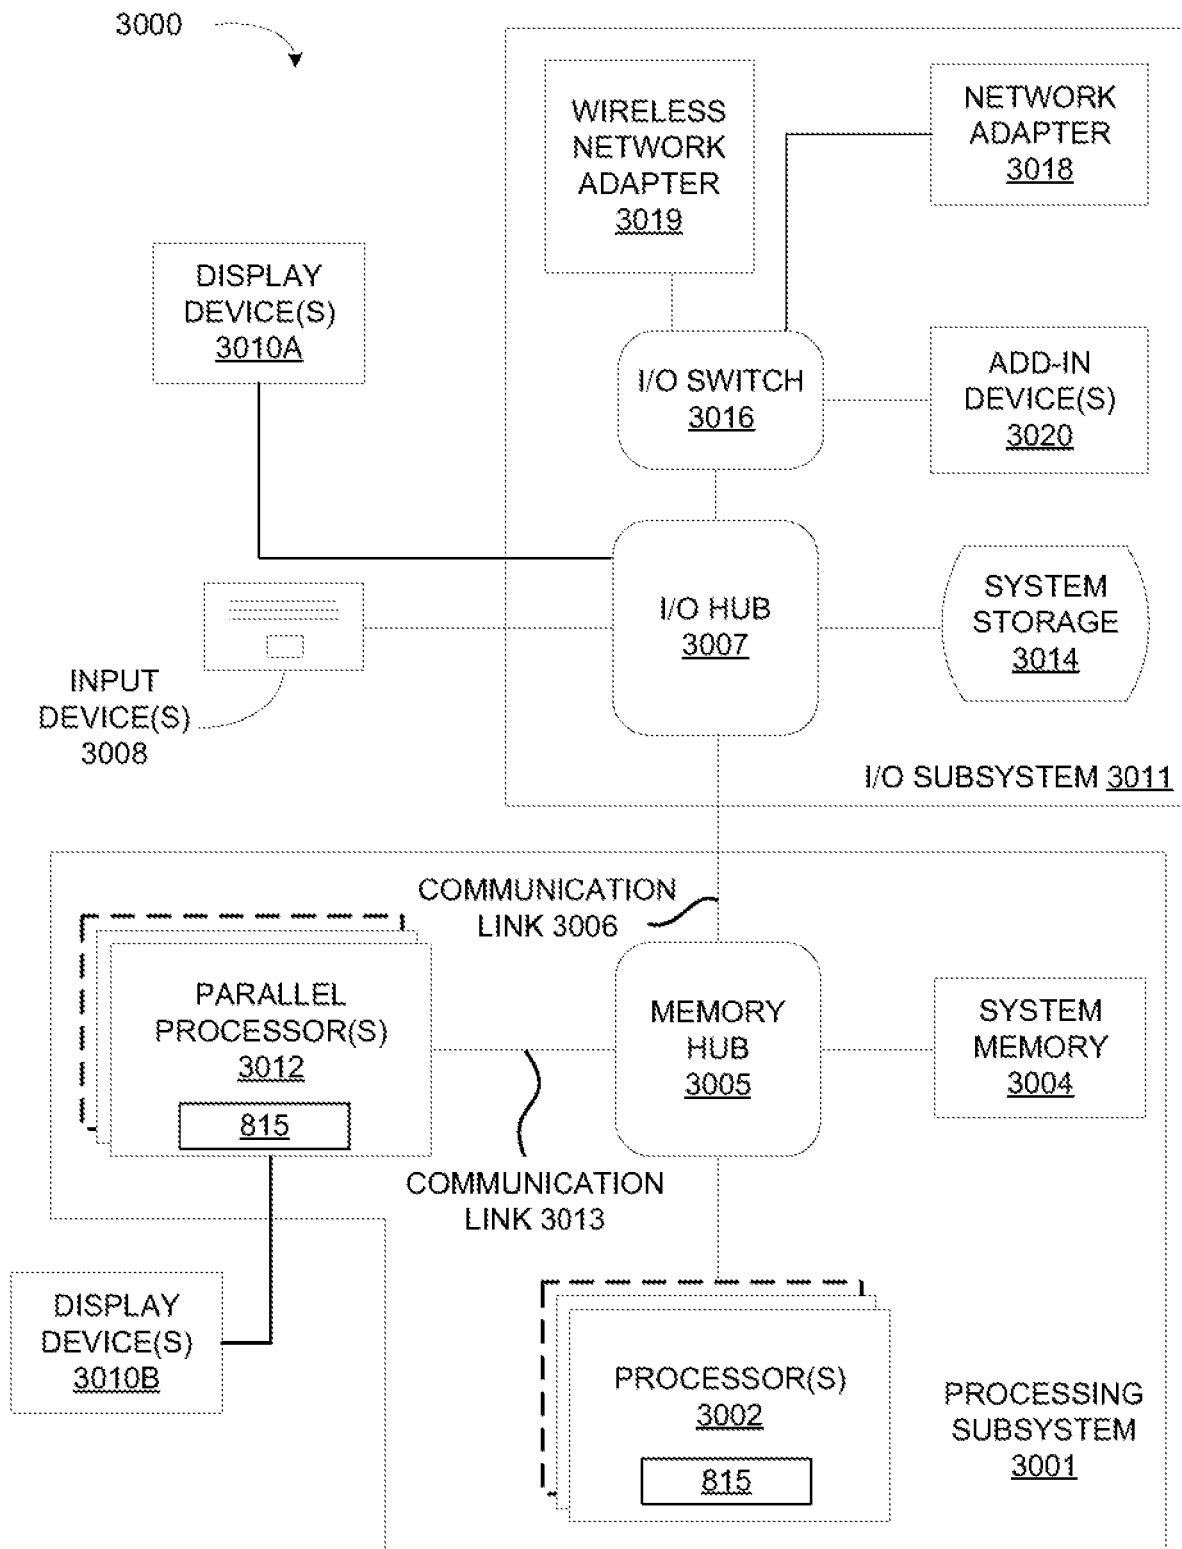 3000
WIRELESS
NETWORK
ADAPTER
3019
NETWORK
ADAPTER
3018
DISPLAY
DEVICE(S)
3010A
I/O SWITCH
3016
ADD-IN
DEVICE(S)
3020
I/O HUB
3007
SYSTEM
STORAGE
3014
INPUT
DEVICE(S)
3008
I/O SUBSYSTEM 3011
COMMUNICATION
LINK 3006
PARALLEL
PROCESSOR(S)
3012
815
MEMORY
HUB
3005
SYSTEM
MEMORY
3004
COMMUNICATION
LINK 3013
DISPLAY
DEVICE(S)
3010B
PROCESSOR(S)
3002
815
PROCESSING
SUBSYSTEM
3001